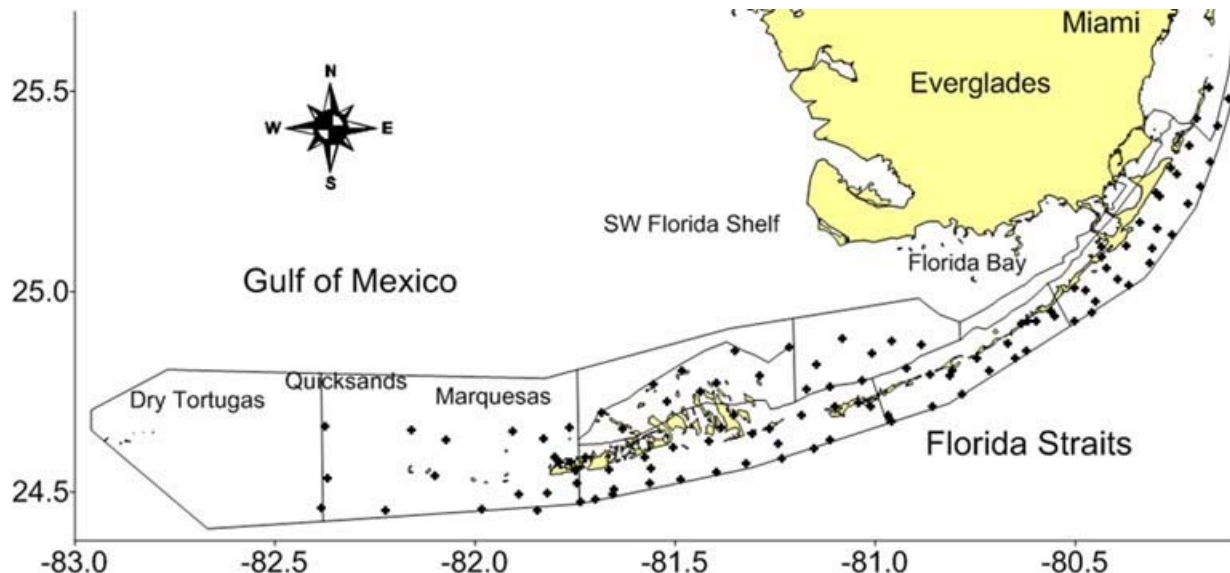 Miami
25.5
Everglades
N
W
E
S
SW Florida Shelf
Florida Bay
25.0
Gulf of Mexico
Quicksands
Dry Tortugas
Marquesas
Florida Straits
24.5
-83.0
-82.5
-82.0
-81.5
-81.0
-80.5